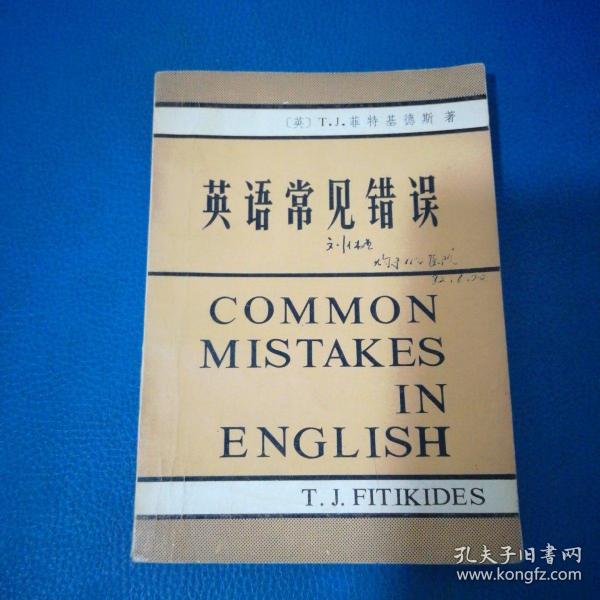 〔英〕T.J.菲特基德斯 著
英语常见错误
COMMON
MISTAKES
IN
ENGLISH
T. J. FITIKIDES
孔夫子旧书网
www.kongfz.com